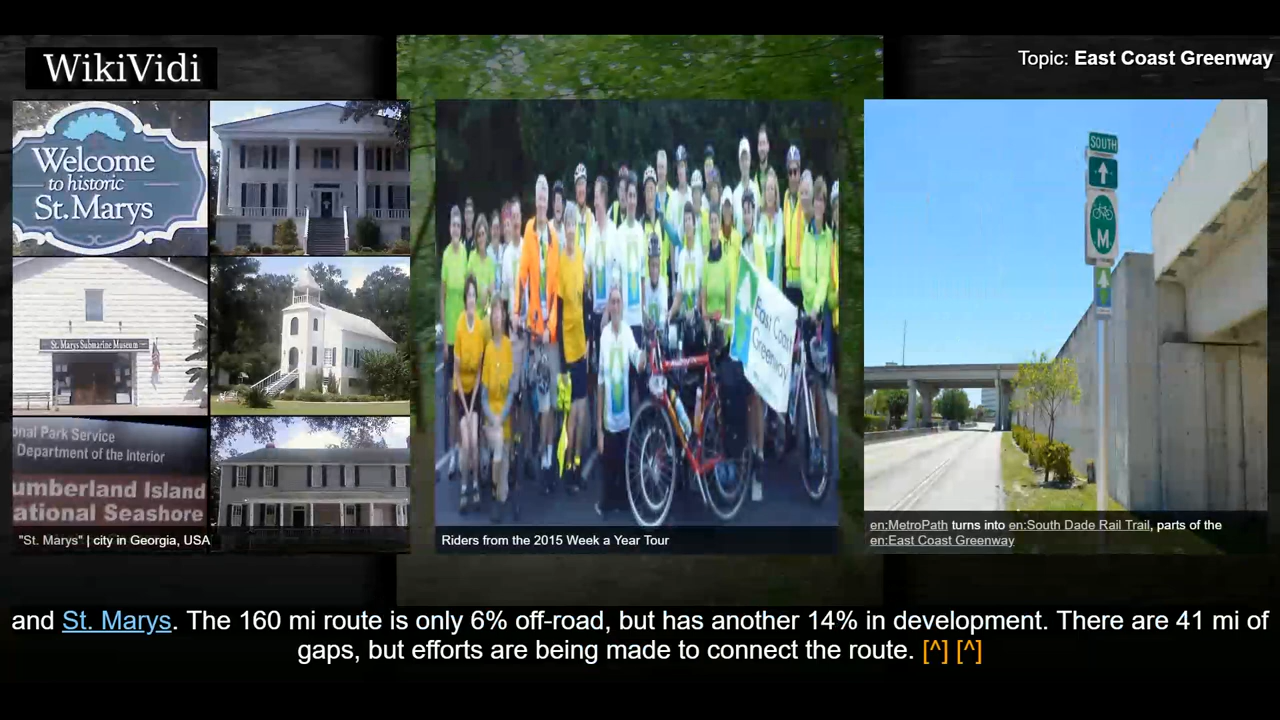 WikiVidi
Topic: East Coast Greenway
Welcome
to historic
St. Marys
St. Marys Submarine Museum
onal Park Service
Department of the Interior
umberland Island
ational Seashore
"St. Marys" | city in Georgia, USA
East Coast
Greenway
Riders from the 2015 Week a Year Tour
SOUTH
M
en:MetroPath turns into en:South Dade Rail Trail, parts of the
en:East Coast Greenway
and St. Marys. The 160 mi route is only 6% off-road, but has another 14% in development. There are 41 mi of
gaps, but efforts are being made to connect the route. [^] [^]